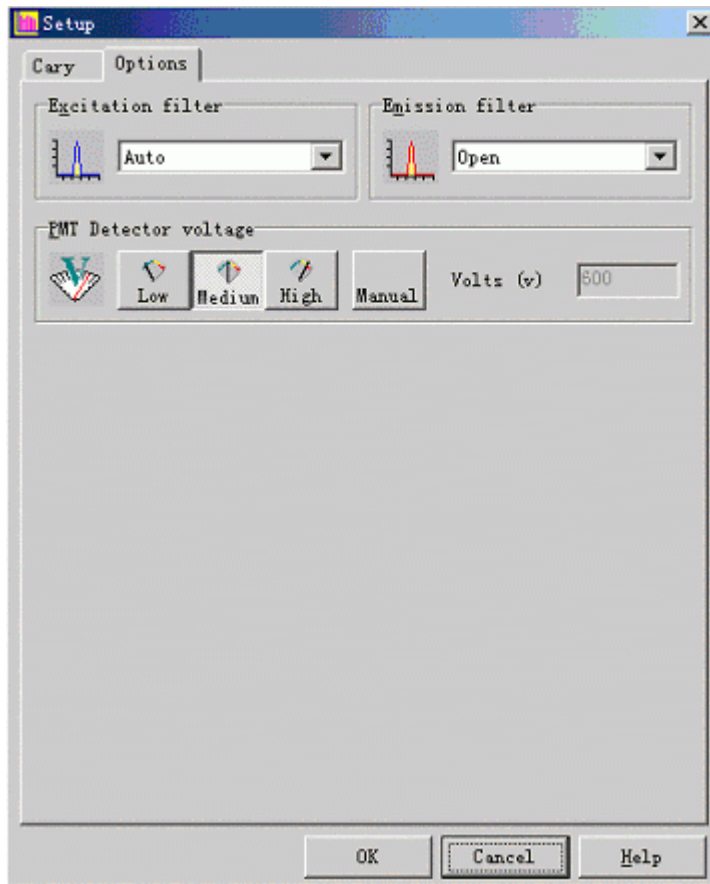 Setup
Cary Options
Excitation filter Emission filter
Auto Open
PMT Detector voltage
Low Medium High Manual Volts (v) 600
OK Cancel Help